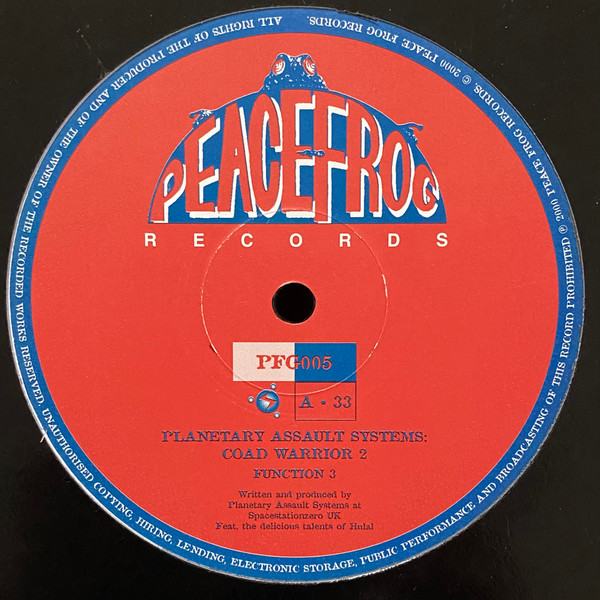 PEACEFROG
RECORDS
PFG005
A - 33
PLANETARY ASSAULT SYSTEMS:
COAD WARRIOR 2
FUNCTION 3
Written and produced by
Planetary Assault Systems at
Spacestationzero UK
Feat. the delicious talents of Hulal
ALL RIGHTS OF THE PRODUCER AND OF THE OWNER OF THE RECORDED WORKS RESERVED. UNAUTHORISED COPYING, HIRING, LENDING, ELECTRONIC STORAGE, PUBLIC PERFORMANCE AND BROADCASTING OF THIS RECORD PROHIBITED ℗ 2000 PEACE FROG RECORDS. © 2000 PEACE FROG RECORDS.